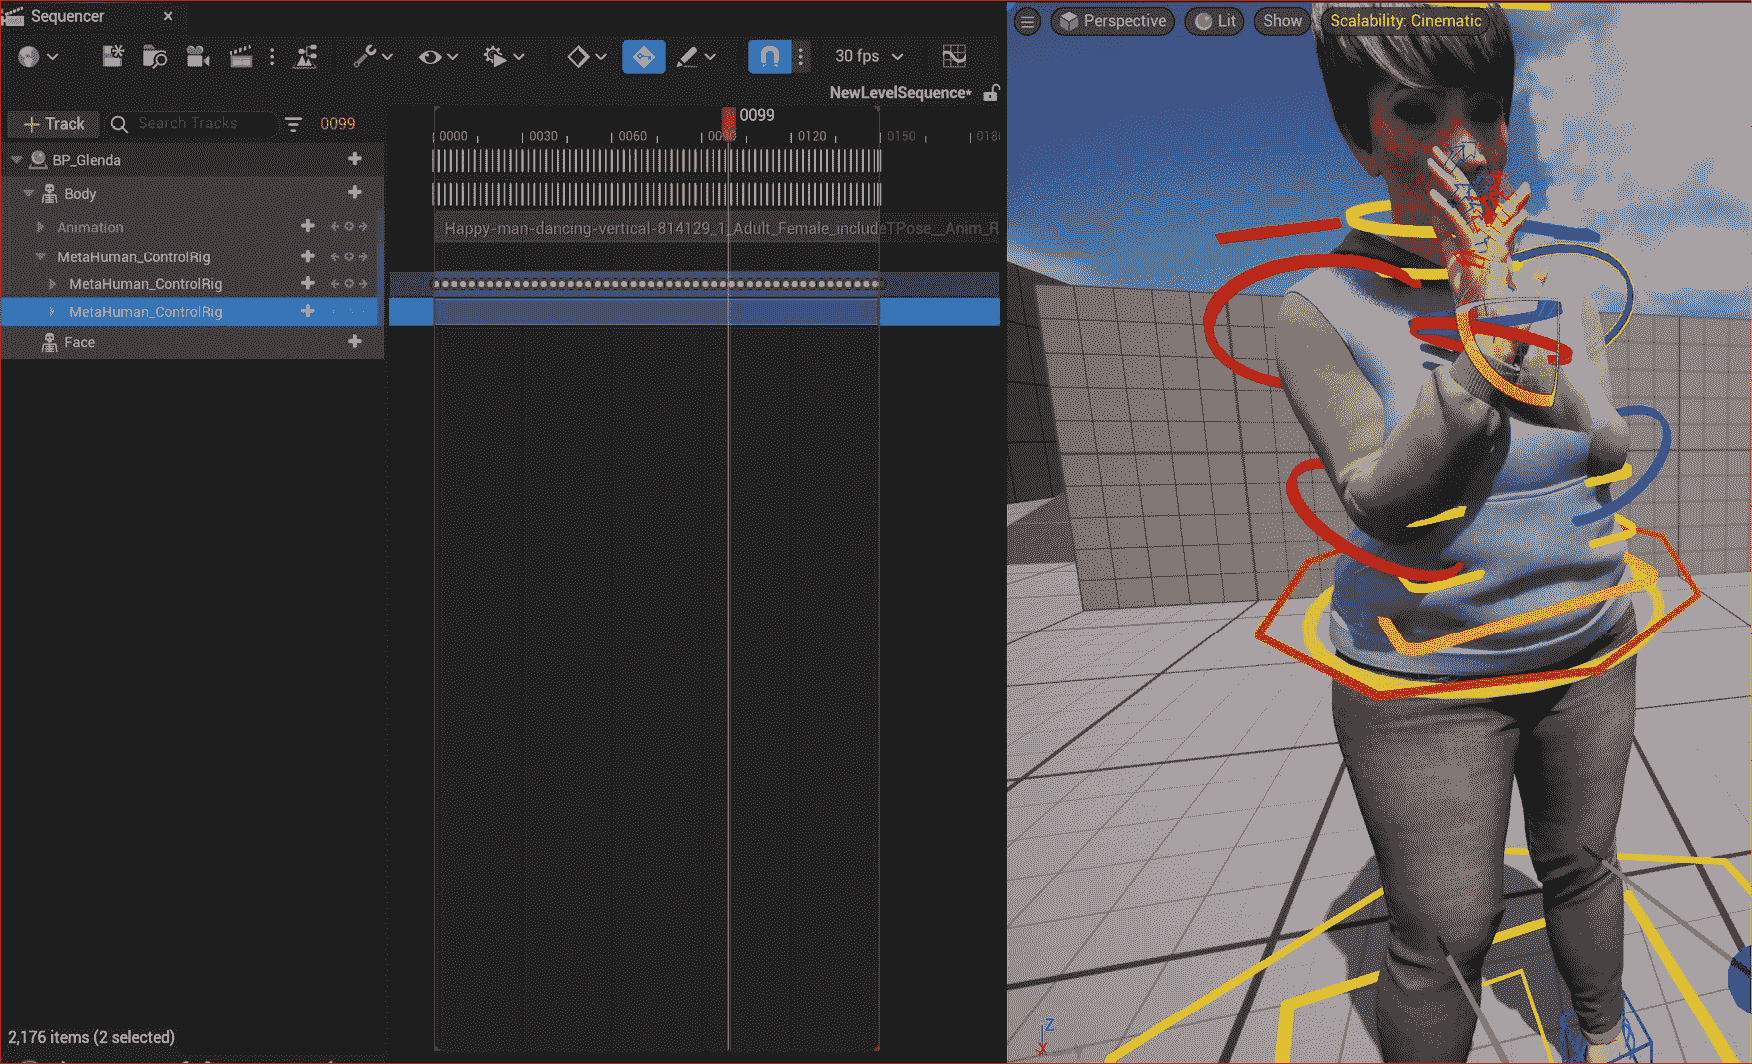 Sequencer
30 fps
NewLevelSequence*
Track
Search Tracks
0099
0099
0000
0030
0060
0090
0120
0150
BP_Glenda
Body
Animation
Happy-man-dancing-vertical-814129_1_Adult_Female_includeTPose__Anim_R
MetaHuman_ControlRig
MetaHuman_ControlRig
MetaHuman_ControlRig
Face
2,176 items (2 selected)
Perspective
Lit
Show
Scalability: Cinematic
Z
X